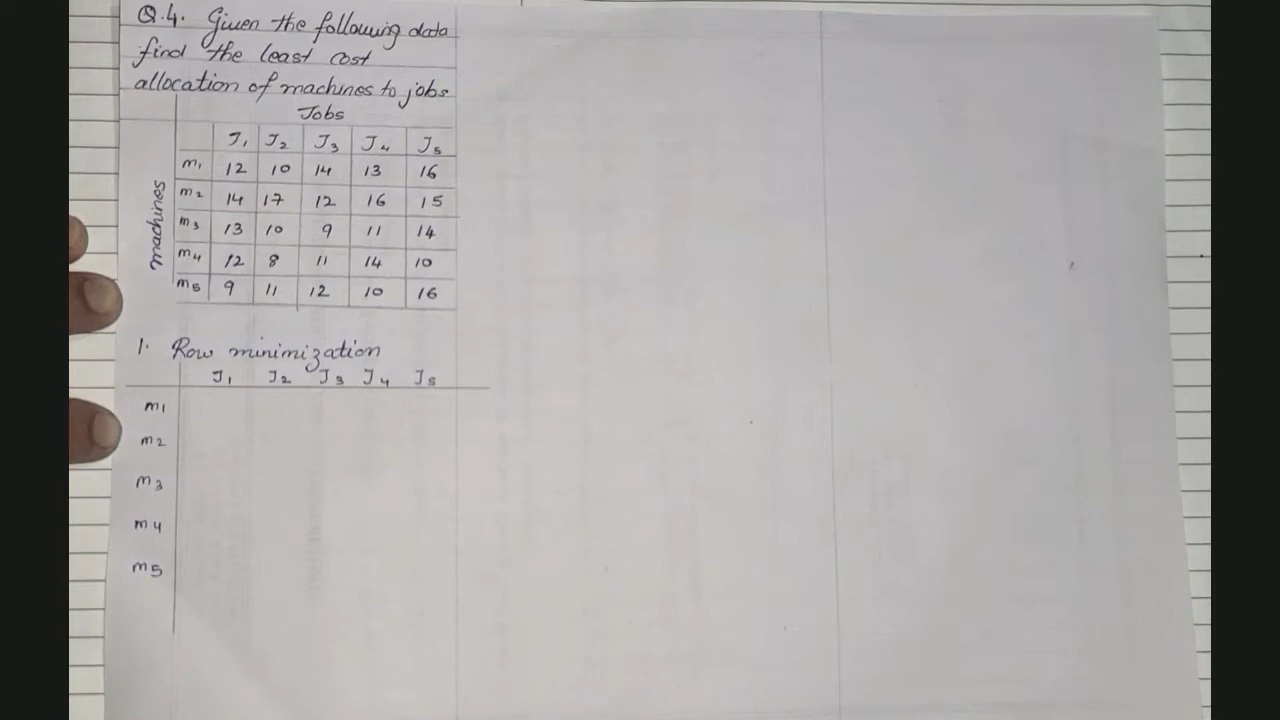 Q.4. Given the following data
find the least cost
allocation of machines to jobs
Jobs
J1 J2 J3 J4 J5
machines
m1 12 10 14 13 16
m2 14 17 12 16 15
m3 13 10 9 11 14
m4 12 8 11 14 10
m5 9 11 12 10 16
1. Row minimization
J1 J2 J3 J4 J5
m1
m2
m3
m4
m5